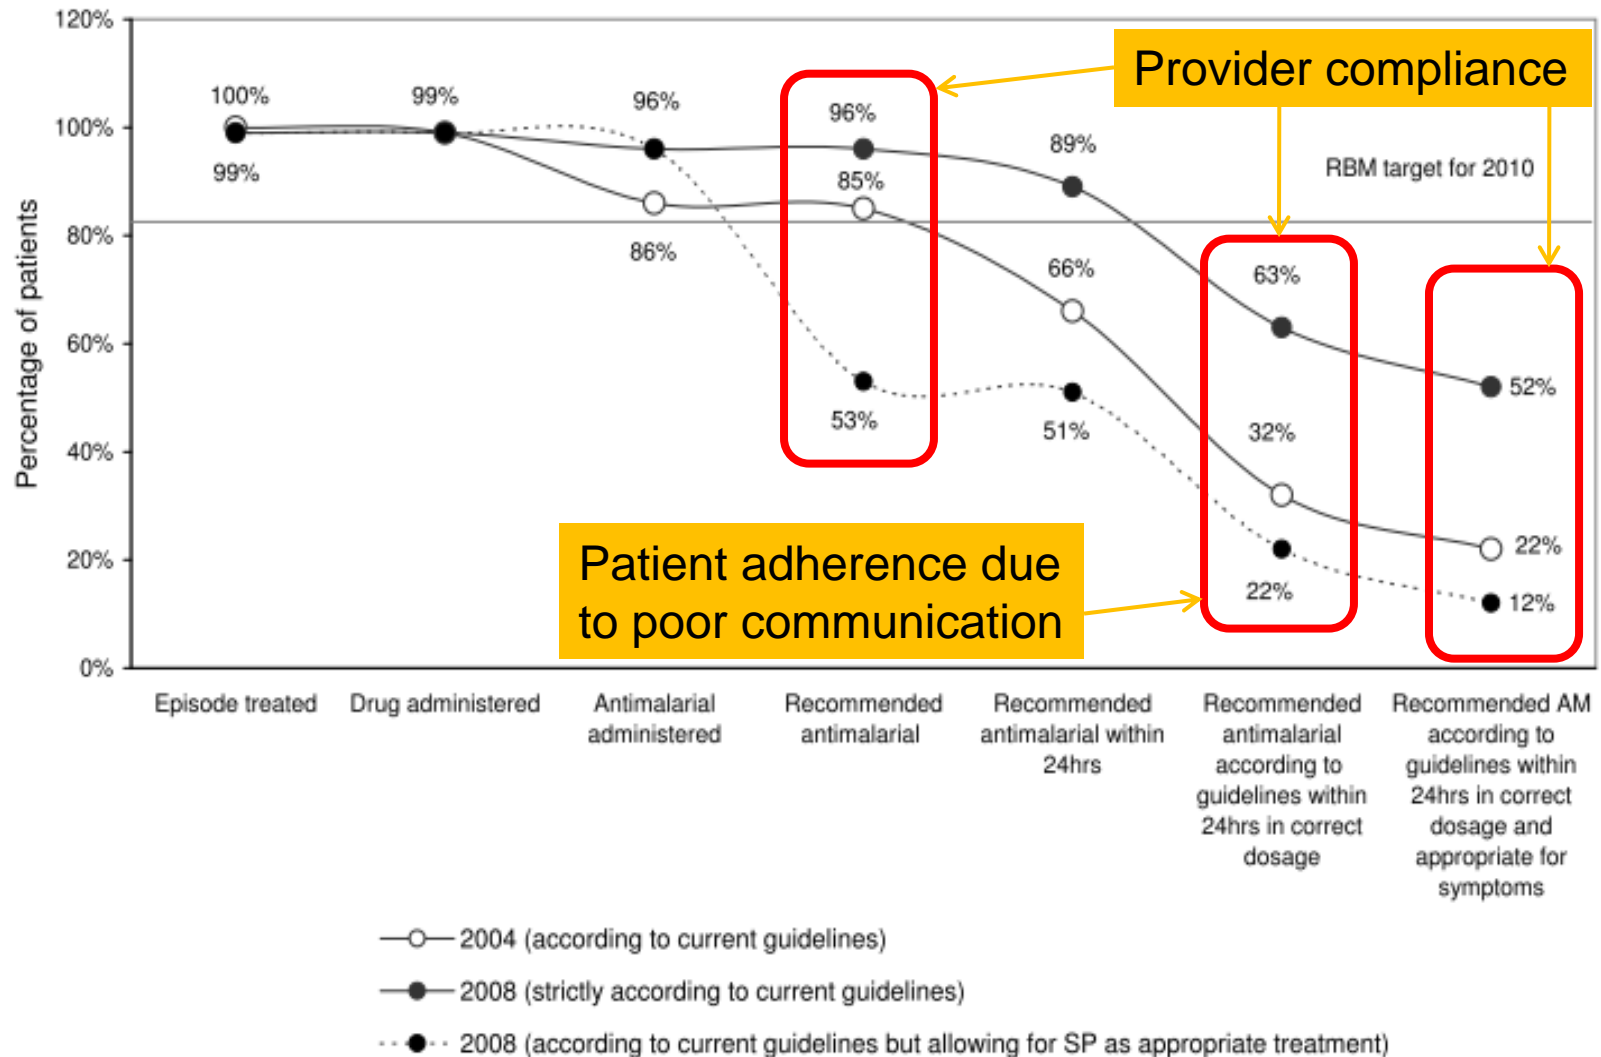 120%
100%
80%
60%
40%
20%
0%
Percentage of patients
Provider compliance
RBM target for 2010
100%
99%
99%
96%
86%
96%
85%
53%
89%
66%
51%
63%
32%
22%
52%
22%
12%
Patient adherence due
to poor communication
Episode treated
Drug administered
Antimalarial
administered
Recommended
antimalarial
Recommended
antimalarial within
24hrs
Recommended
antimalarial
according to
guidelines within
24hrs in correct
dosage
Recommended AM
according to
guidelines within
24hrs in correct
dosage and
appropriate for
symptoms
2004 (according to current guidelines)
2008 (strictly according to current guidelines)
2008 (according to current guidelines but allowing for SP as appropriate treatment)